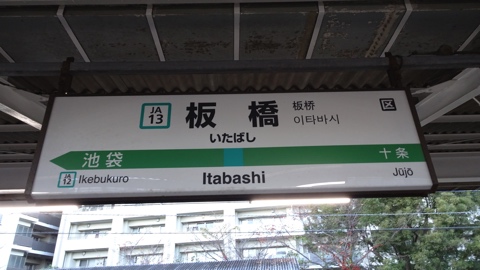 JA
13
板橋
板桥
이타바시
区
いたばし
池袋
十条
JA
12
Ikebukuro
Itabashi
Jūjō